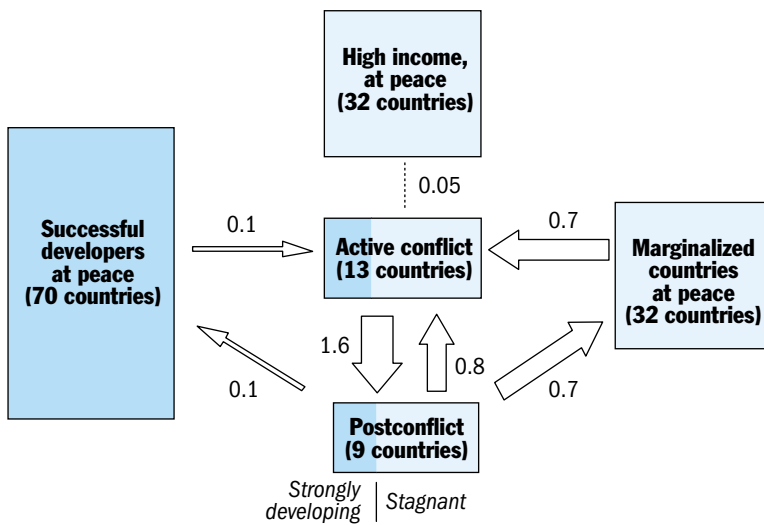 High income,
at peace
(32 countries)
0.05
Successful
developers
at peace
(70 countries)
0.1
Active conflict
(13 countries)
0.7
Marginalized
countries
at peace
(32 countries)
1.6
0.8
0.1
0.7
Postconflict
(9 countries)
Strongly
developing
Stagnant